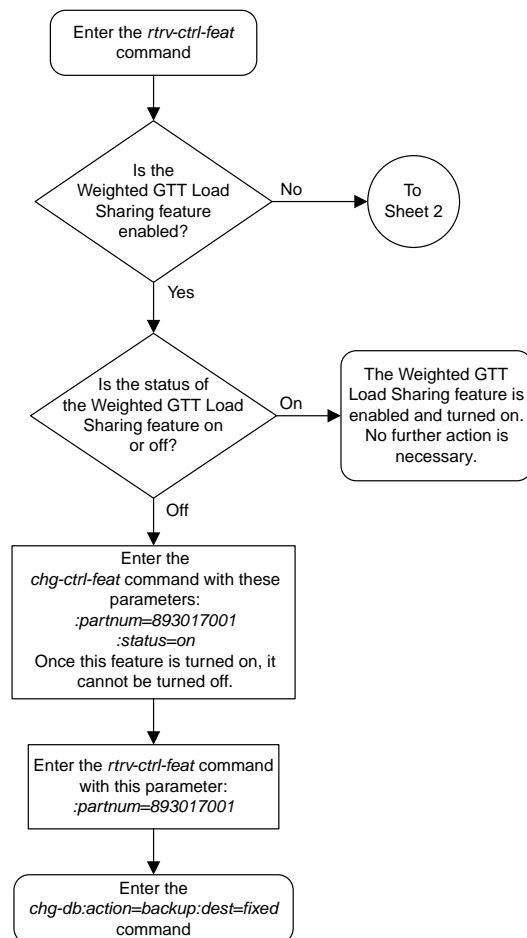 Enter the rtrv-ctrl-feat
command
Is the
Weighted GTT Load
Sharing feature
enabled?
No
To
Sheet 2
Yes
Is the status of
the Weighted GTT Load
Sharing feature on
or off?
On
The Weighted GTT
Load Sharing feature is
enabled and turned on.
No further action is
necessary.
Off
Enter the
chg-ctrl-feat command with these
parameters:
:partnum=893017001
:status=on
Once this feature is turned on, it
cannot be turned off.
Enter the rtrv-ctrl-feat command
with this parameter:
:partnum=893017001
Enter the
chg-db:action=backup:dest=fixed
command